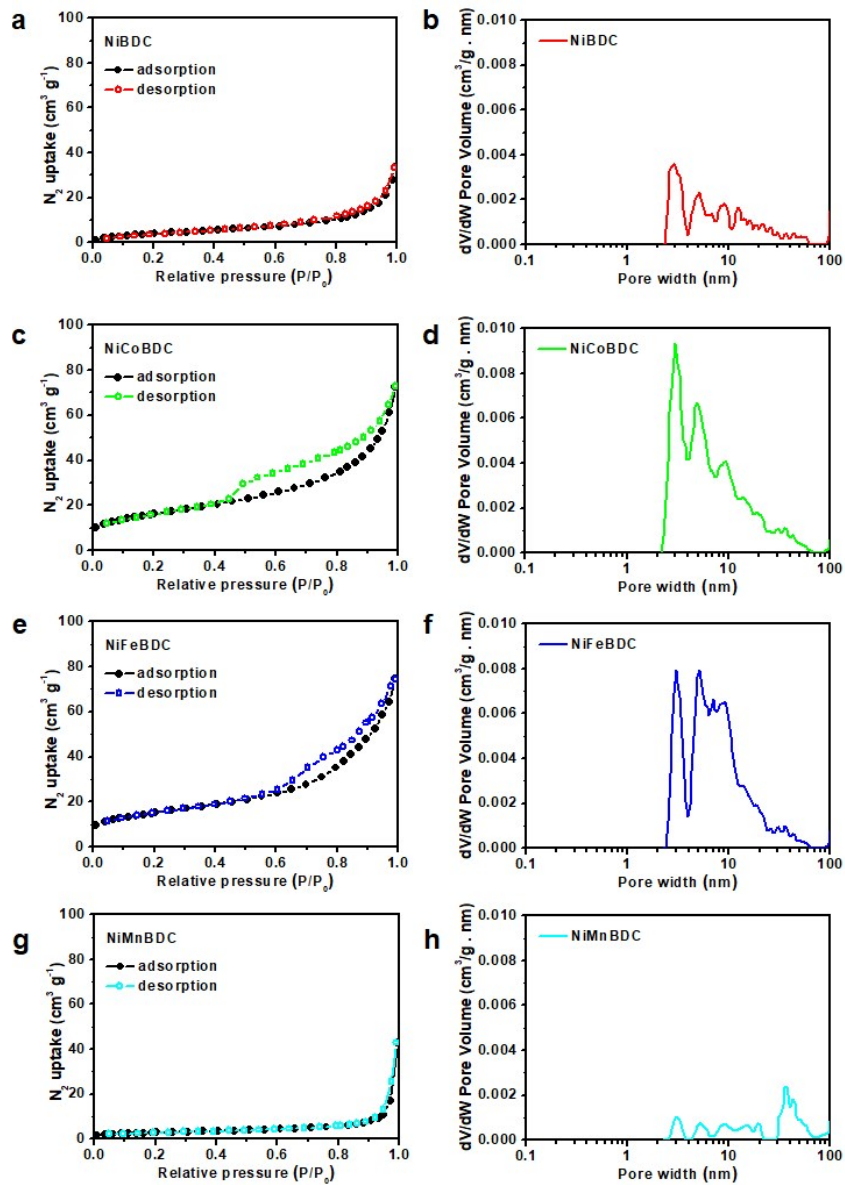 a
NiBDC
adsorption
desorption
N₂ uptake (cm³ g⁻¹)
100
80
60
40
20
0
0.0 0.2 0.4 0.6 0.8 1.0
Relative pressure (P/P₀)
b
NiBDC
dV/dW Pore Volume (cm³/g . nm)
0.010
0.008
0.006
0.004
0.002
0.000
0.1 1 10 100
Pore width (nm)
c
NiCoBDC
adsorption
desorption
N₂ uptake (cm³ g⁻¹)
100
80
60
40
20
0
0.0 0.2 0.4 0.6 0.8 1.0
Relative pressure (P/P₀)
d
NiCoBDC
dV/dW Pore Volume (cm³/g . nm)
0.010
0.008
0.006
0.004
0.002
0.000
0.1 1 10 100
Pore width (nm)
e
NiFeBDC
adsorption
desorption
N₂ uptake (cm³ g⁻¹)
100
80
60
40
20
0
0.0 0.2 0.4 0.6 0.8 1.0
Relative pressure (P/P₀)
f
NiFeBDC
dV/dW Pore Volume (cm³/g . nm)
0.010
0.008
0.006
0.004
0.002
0.000
0.1 1 10 100
Pore width (nm)
g
NiMnBDC
adsorption
desorption
N₂ uptake (cm³ g⁻¹)
100
80
60
40
20
0
0.0 0.2 0.4 0.6 0.8 1.0
Relative pressure (P/P₀)
h
NiMnBDC
dV/dW Pore Volume (cm³/g . nm)
0.010
0.008
0.006
0.004
0.002
0.000
0.1 1 10 100
Pore width (nm)